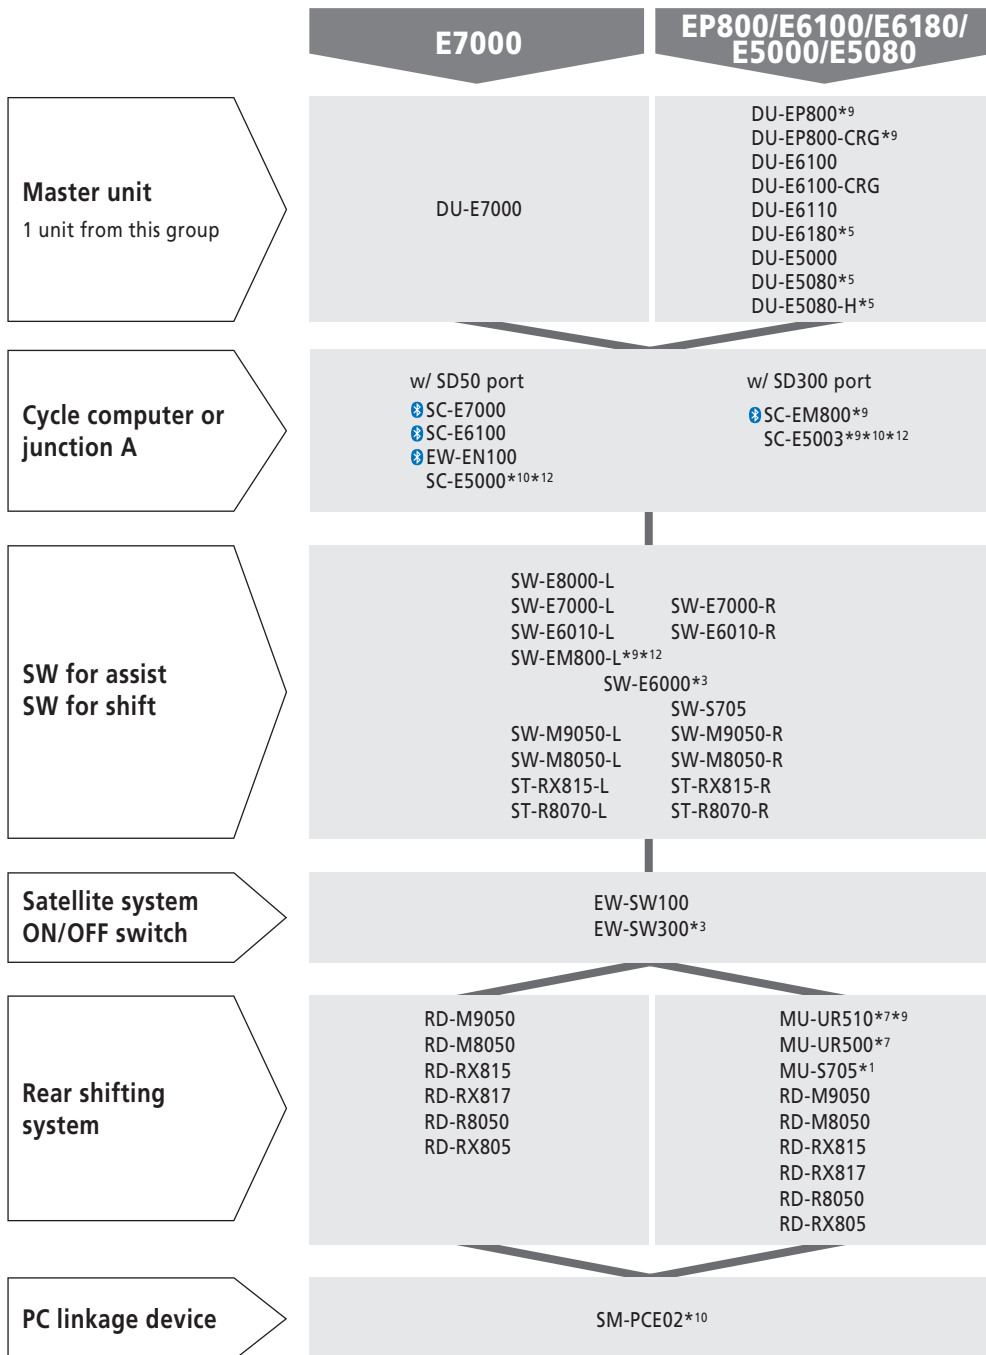 E7000
EP800/E6100/E6180/
E5000/E5080
Master unit
1 unit from this group
DU-E7000
DU-EP800*9
DU-EP800-CRG*9
DU-E6100
DU-E6100-CRG
DU-E6110
DU-E6180*5
DU-E5000
DU-E5080*5
DU-E5080-H*5
Cycle computer or
junction A
w/ SD50 port
SC-E7000
SC-E6100
EW-EN100
SC-E5000*10*12
w/ SD300 port
SC-EM800*9
SC-E5003*9*10*12
SW for assist
SW for shift
SW-E8000-L
SW-E7000-L SW-E7000-R
SW-E6010-L SW-E6010-R
SW-EM800-L*9*12
SW-E6000*3
SW-S705
SW-M9050-L SW-M9050-R
SW-M8050-L SW-M8050-R
ST-RX815-L ST-RX815-R
ST-R8070-L ST-R8070-R
Satellite system
ON/OFF switch
EW-SW100
EW-SW300*3
Rear shifting
system
RD-M9050
RD-M8050
RD-RX815
RD-RX817
RD-R8050
RD-RX805
MU-UR510*7*9
MU-UR500*7
MU-S705*1
RD-M9050
RD-M8050
RD-RX815
RD-RX817
RD-R8050
RD-RX805
PC linkage device
SM-PCE02*10